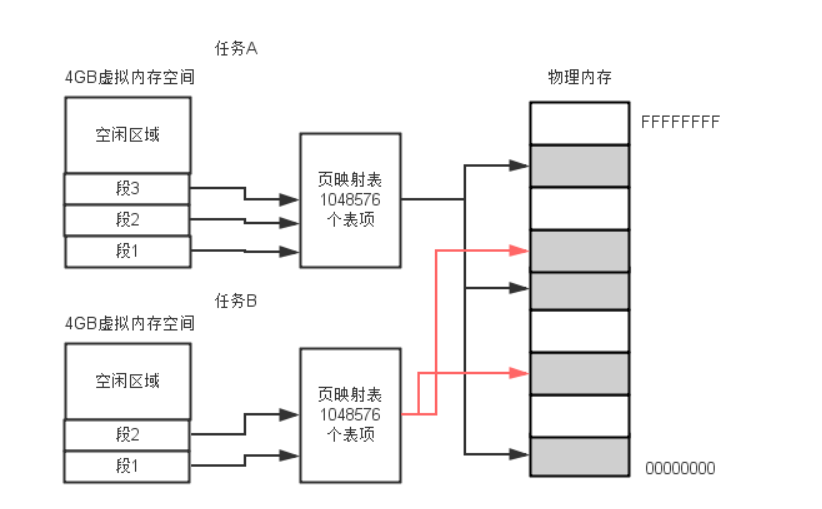 任务A
4GB虚拟内存空间
空闲区域
段3
段2
段1
页映射表
1048576
个表项
物理内存
FFFFFFFF
00000000
任务B
4GB虚拟内存空间
空闲区域
段2
段1
页映射表
1048576
个表项